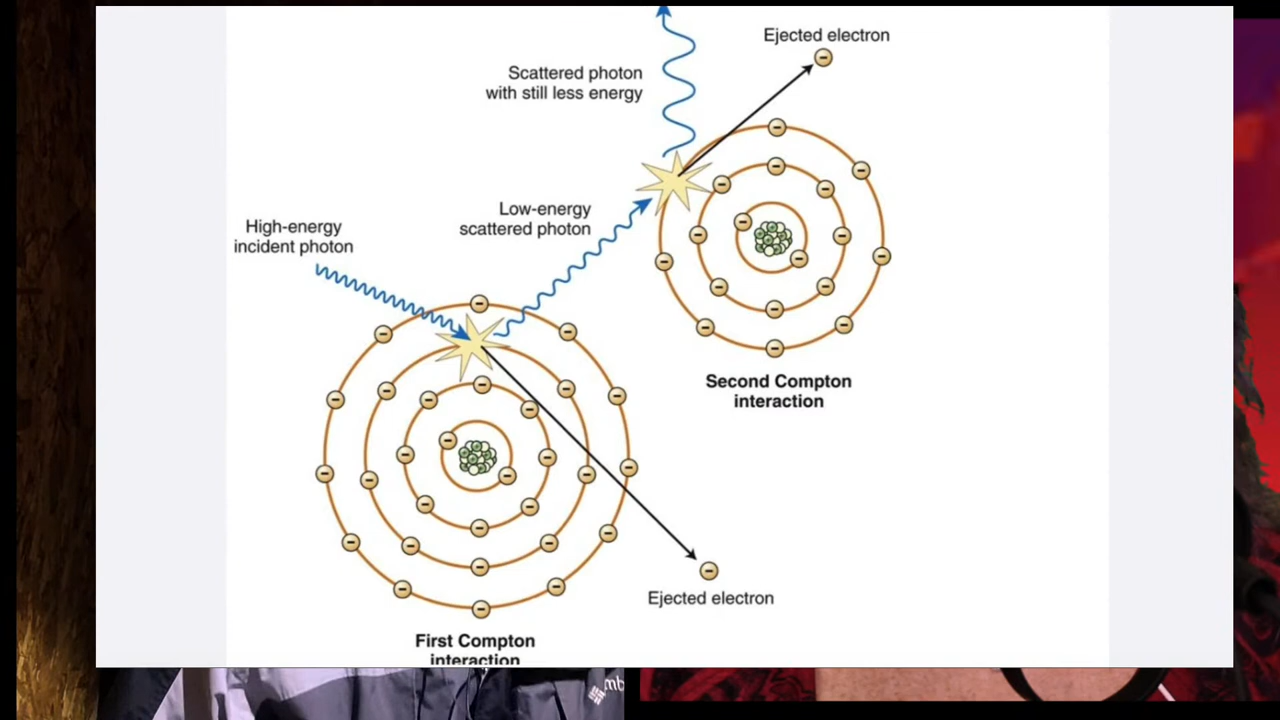 Ejected electron
Scattered photon
with still less energy
Low-energy
scattered photon
High-energy
incident photon
Second Compton
interaction
Ejected electron
First Compton
interaction